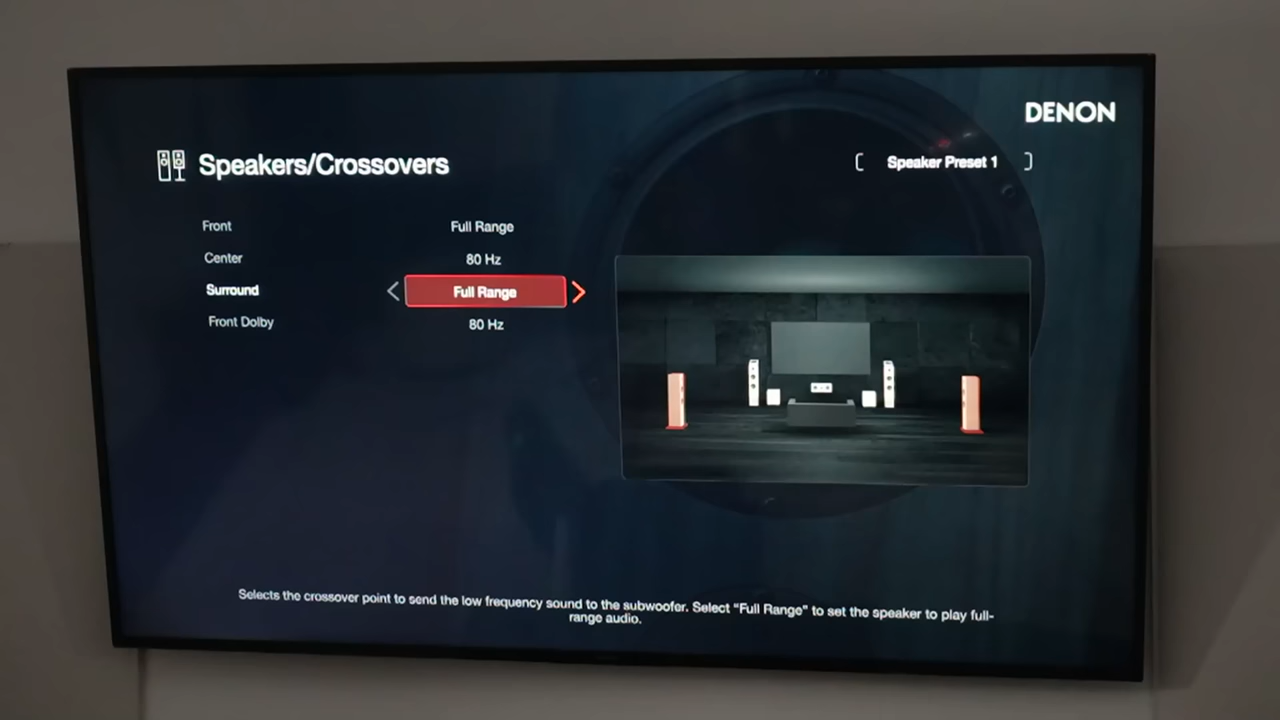 DENON
Speakers/Crossovers
[ Speaker Preset 1 ]
Front Full Range
Center 80 Hz
Surround < Full Range >
Front Dolby 80 Hz
Selects the crossover point to send the low frequency sound to the subwoofer. Select "Full Range" to set the speaker to play full-
range audio.